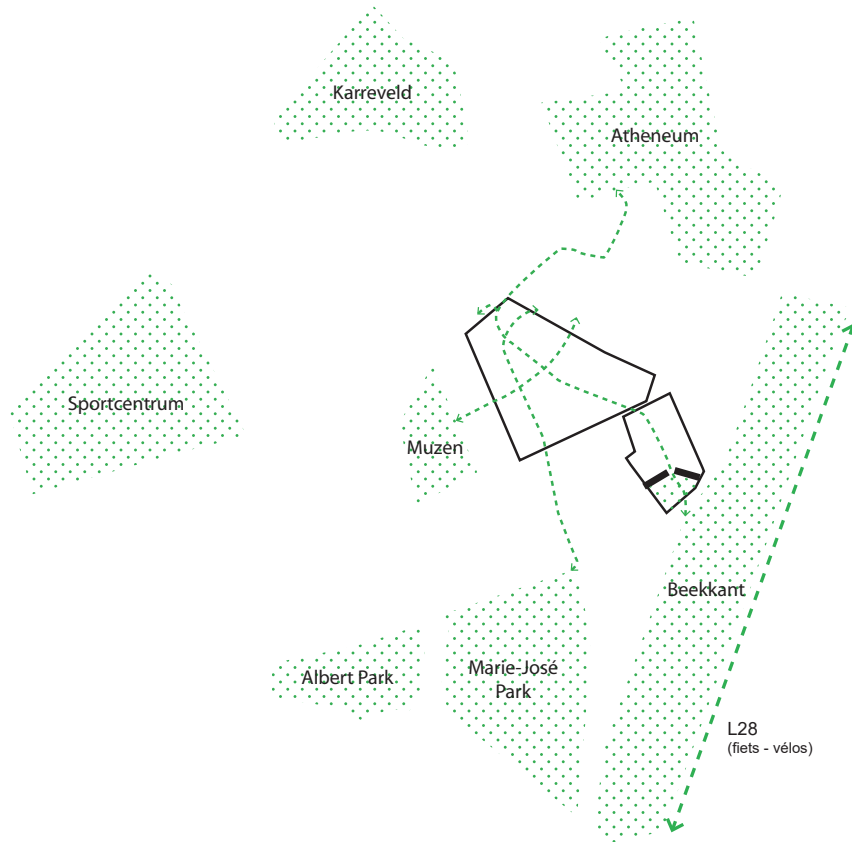 Karreveld
Atheneum
Sportcentrum
Muzen
Beekkant
Albert Park
Marie-José
Park
L28
(fiets - vélos)